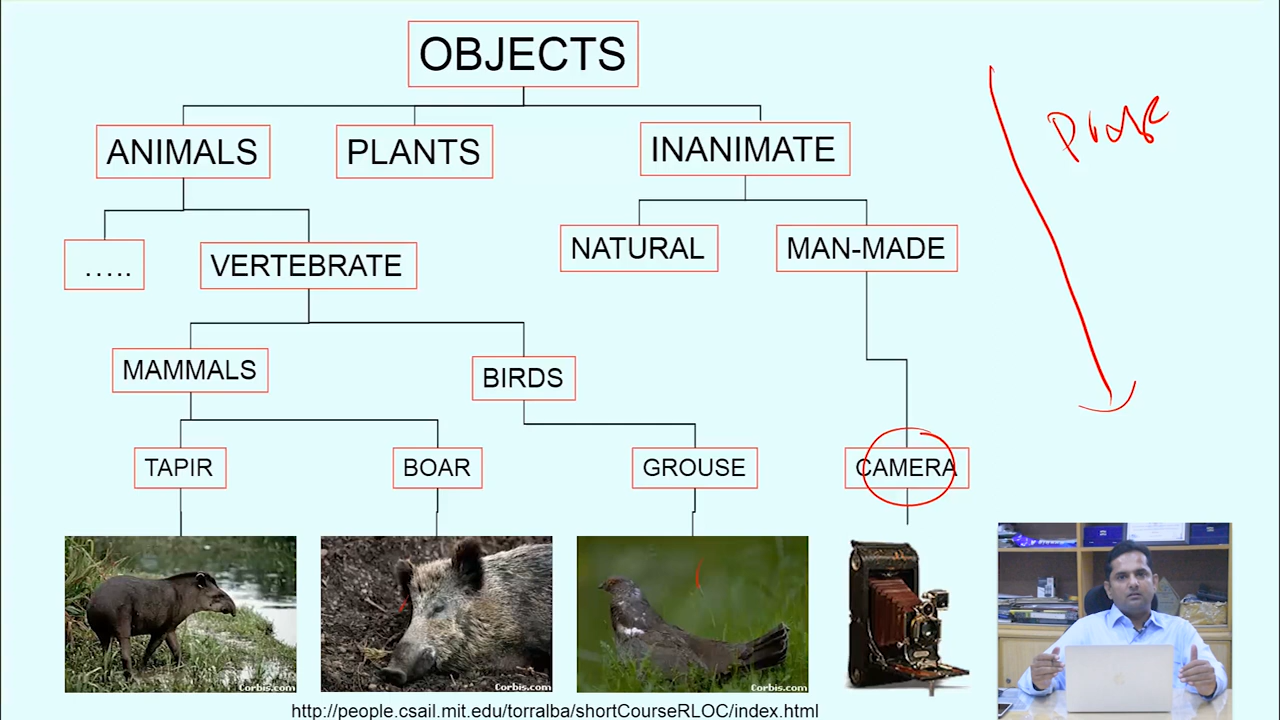 OBJECTS
ANIMALS
PLANTS
INANIMATE
NATURAL
MAN-MADE
.....
VERTEBRATE
MAMMALS
BIRDS
TAPIR
BOAR
GROUSE
CAMERA
Corbis.com
Corbis.com
Corbis.com
http://people.csail.mit.edu/torralba/shortCourseRLOC/index.html